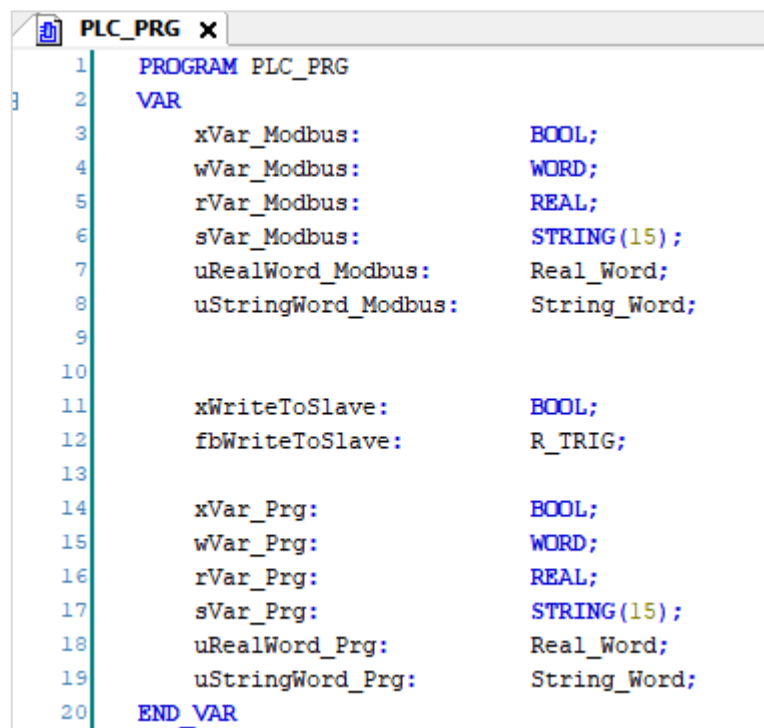 PLC_PRG X
1 PROGRAM PLC_PRG
2 VAR
3 xVar_Modbus: BOOL;
4 wVar_Modbus: WORD;
5 rVar_Modbus: REAL;
6 sVar_Modbus: STRING(15);
7 uRealWord_Modbus: Real_Word;
8 uStringWord_Modbus: String_Word;
9
10
11 xWriteToSlave: BOOL;
12 fbWriteToSlave: R_TRIG;
13
14 xVar_Prg: BOOL;
15 wVar_Prg: WORD;
16 rVar_Prg: REAL;
17 sVar_Prg: STRING(15);
18 uRealWord_Prg: Real_Word;
19 uStringWord_Prg: String_Word;
20 END_VAR